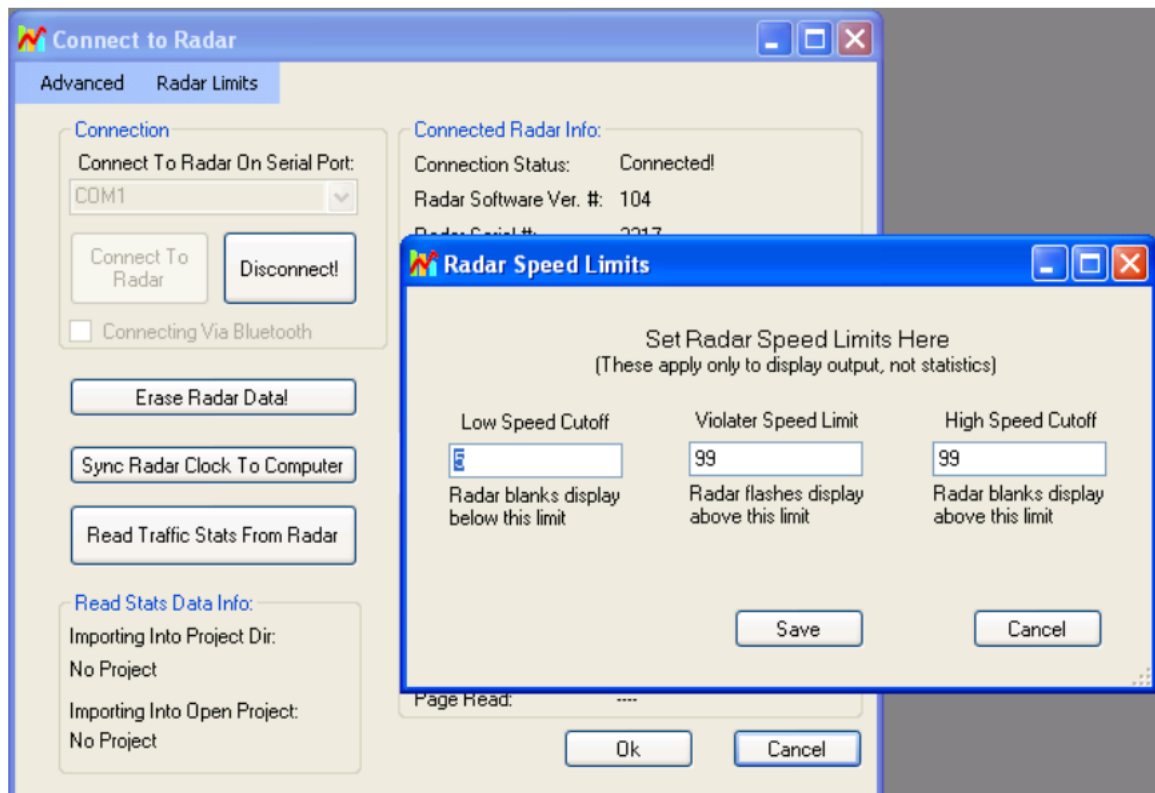 Connect to Radar
Advanced Radar Limits
Connection
Connect To Radar On Serial Port:
COM1
Connect To
Radar
Disconnect!
Connecting Via Bluetooth
Erase Radar Data!
Sync Radar Clock To Computer
Read Traffic Stats From Radar
Read Stats Data Info:
Importing Into Project Dir:
No Project
Importing Into Open Project:
No Project
Connected Radar Info:
Connection Status: Connected!
Radar Software Ver. #: 104
Radar Serial #: 2217
Radar Speed Limits
Set Radar Speed Limits Here
(These apply only to display output, not statistics)
Low Speed Cutoff
5
Radar blanks display
below this limit
Violater Speed Limit
99
Radar flashes display
above this limit
High Speed Cutoff
99
Radar blanks display
above this limit
Save Cancel
Page Read: ----
Ok Cancel